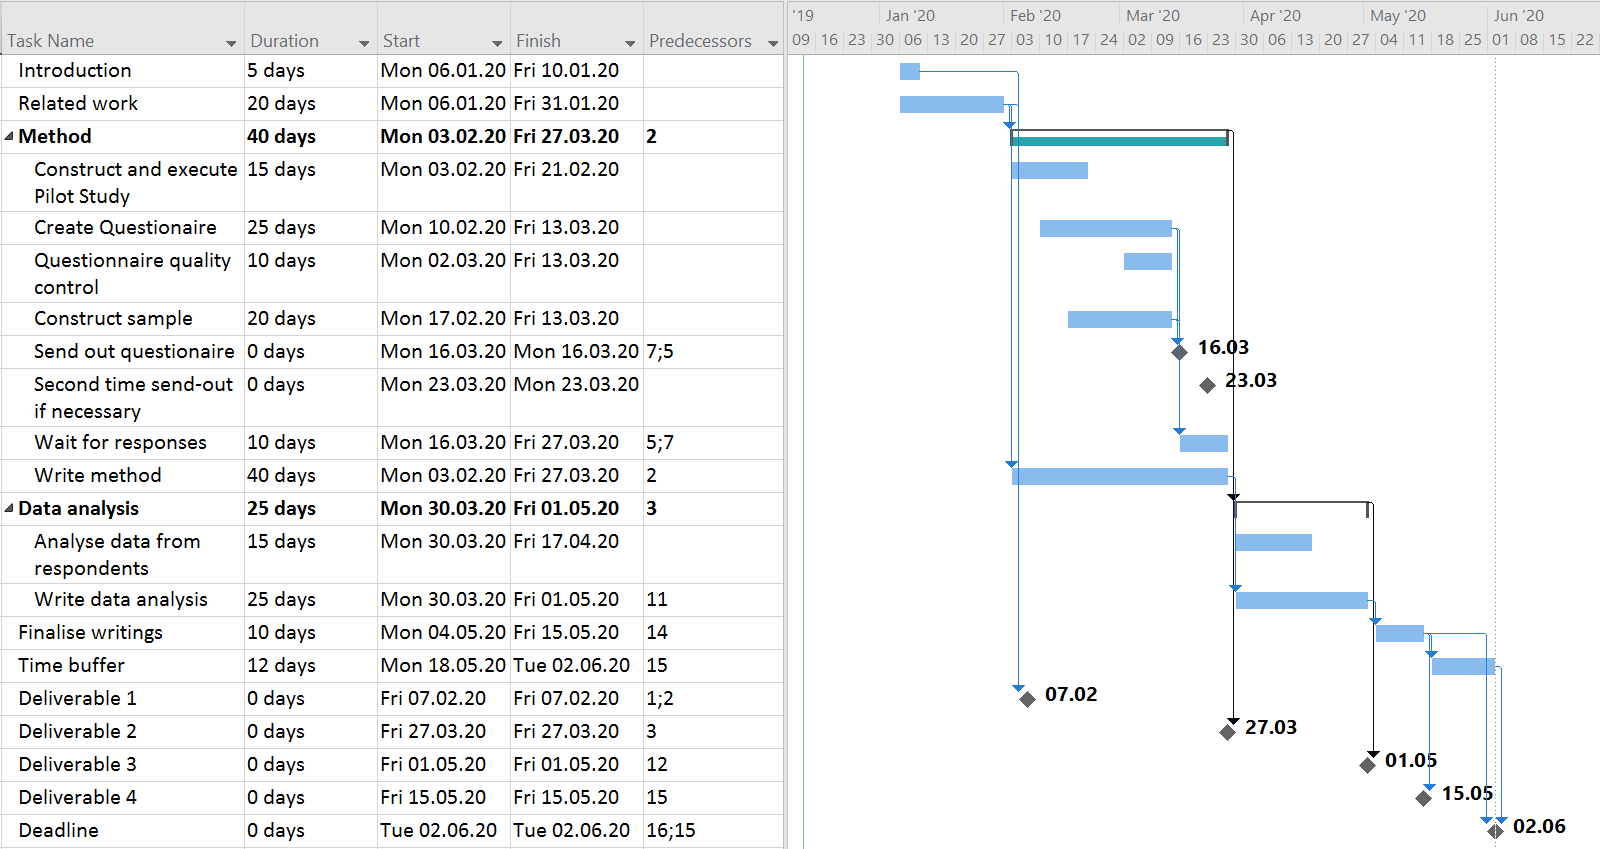 '19 Jan '20 Feb '20 Mar '20 Apr '20 May '20 Jun '20
Task Name Duration Start Finish Predecessors 09 16 23 30 06 13 20 27 03 10 17 24 02 09 16 23 30 06 13 20 27 04 11 18 25 01 08 15 22
Introduction 5 days Mon 06.01.20 Fri 10.01.20
Related work 20 days Mon 06.01.20 Fri 31.01.20
Method 40 days Mon 03.02.20 Fri 27.03.20 2
Construct and execute 15 days Mon 03.02.20 Fri 21.02.20
Pilot Study
Create Questionaire 25 days Mon 10.02.20 Fri 13.03.20
Questionnaire quality 10 days Mon 02.03.20 Fri 13.03.20
control
Construct sample 20 days Mon 17.02.20 Fri 13.03.20
Send out questionaire 0 days Mon 16.03.20 Mon 16.03.20 7;5 16.03
Second time send-out 0 days Mon 23.03.20 Mon 23.03.20 23.03
if necessary
Wait for responses 10 days Mon 16.03.20 Fri 27.03.20 5;7
Write method 40 days Mon 03.02.20 Fri 27.03.20 2
Data analysis 25 days Mon 30.03.20 Fri 01.05.20 3
Analyse data from 15 days Mon 30.03.20 Fri 17.04.20
respondents
Write data analysis 25 days Mon 30.03.20 Fri 01.05.20 11
Finalise writings 10 days Mon 04.05.20 Fri 15.05.20 14
Time buffer 12 days Mon 18.05.20 Tue 02.06.20 15
Deliverable 1 0 days Fri 07.02.20 Fri 07.02.20 1;2 07.02
Deliverable 2 0 days Fri 27.03.20 Fri 27.03.20 3 27.03
Deliverable 3 0 days Fri 01.05.20 Fri 01.05.20 12 01.05
Deliverable 4 0 days Fri 15.05.20 Fri 15.05.20 15 15.05
Deadline 0 days Tue 02.06.20 Tue 02.06.20 16;15 02.06